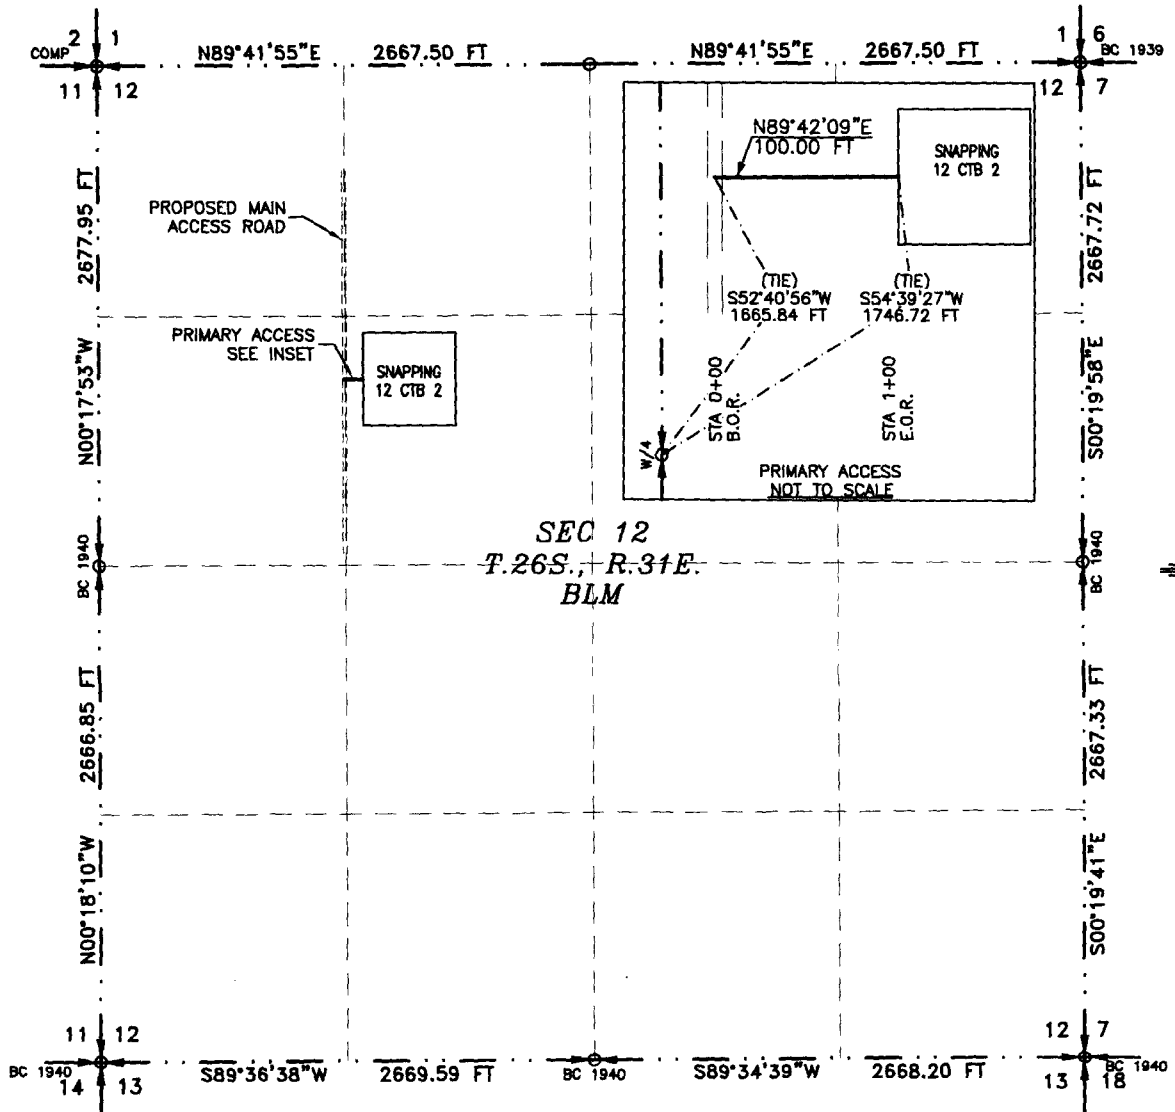 2 1
COMP
N89°41'55"E 2667.50 FT
N89°41'55"E 2667.50 FT
1 6
BC 1939
11 12
12 7
N89°42'09"E
100.00 FT
SNAPPING
12 CTB 2
(TIE)
S52°40'56"W
1665.84 FT
(TIE)
S54°39'27"W
1746.72 FT
STA 0+00
B.O.R.
STA 1+00
E.O.R.
W/4
PRIMARY ACCESS
NOT TO SCALE
PROPOSED MAIN
ACCESS ROAD
PRIMARY ACCESS
SEE INSET
SNAPPING
12 CTB 2
N00°17'53"W 2677.95 FT
2667.72 FT
S00°19'58"E
SEC 12
T.26S., R.31E.
BLM
BC 1940
BC 1940
N00°18'10"W 2666.85 FT
2667.33 FT
S00°19'41"E
11 12
BC 1940
14 13
S89°36'38"W 2669.59 FT
BC 1940
S89°34'39"W 2668.20 FT
12 7
BC 1940
13 18